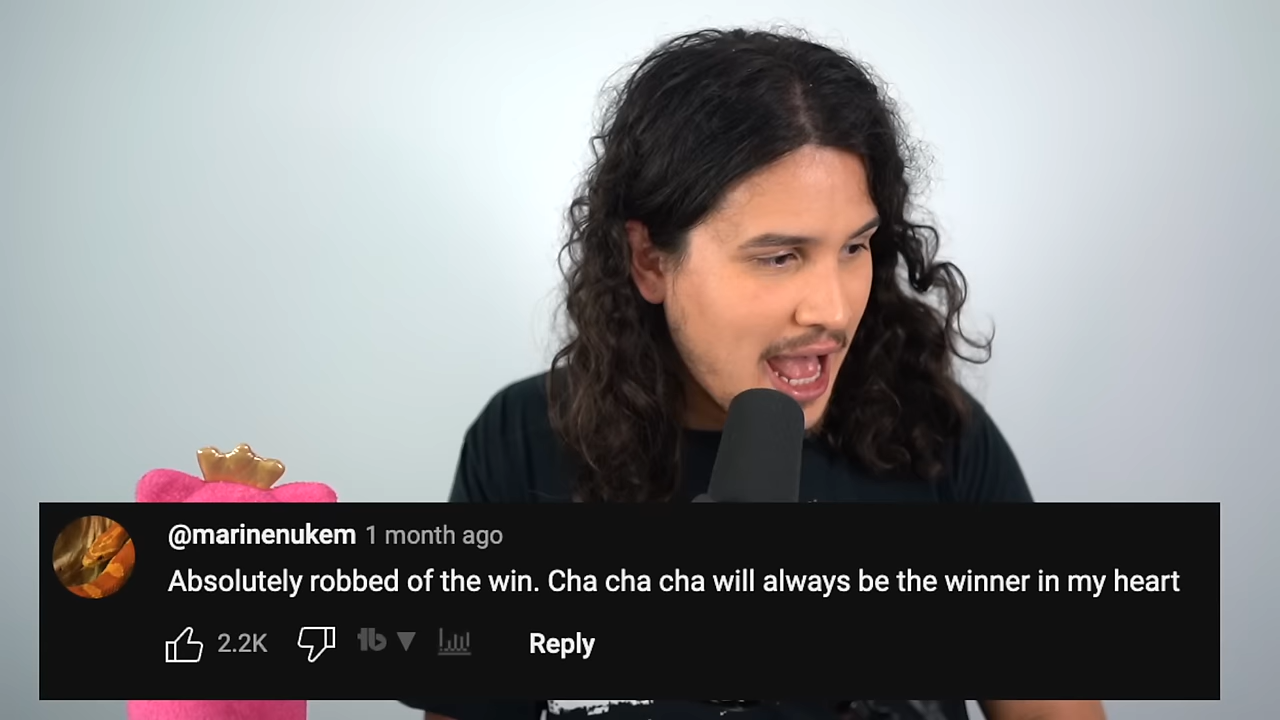 @marinenukem 1 month ago
Absolutely robbed of the win. Cha cha cha will always be the winner in my heart
2.2K tb Reply